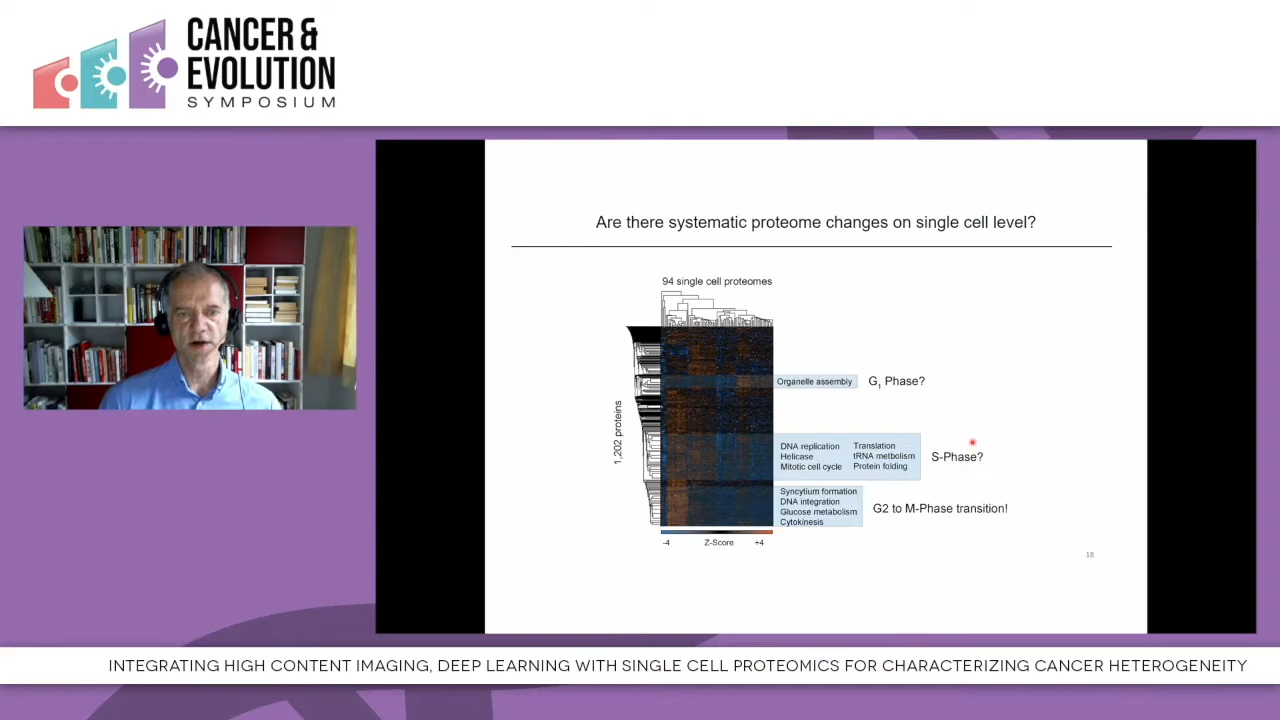 CANCER &
EVOLUTION
SYMPOSIUM
Are there systematic proteome changes on single cell level?
94 single cell proteomes
1,202 proteins
Organelle assembly
G1 Phase?
DNA replication
Helicase
Mitotic cell cycle
Translation
tRNA metbolism
Protein folding
S-Phase?
Syncytium formation
DNA integration
Glucose metabolism
Cytokinesis
G2 to M-Phase transition!
-4 Z-Score +4
18
INTEGRATING HIGH CONTENT IMAGING, DEEP LEARNING WITH SINGLE CELL PROTEOMICS FOR CHARACTERIZING CANCER HETEROGENEITY